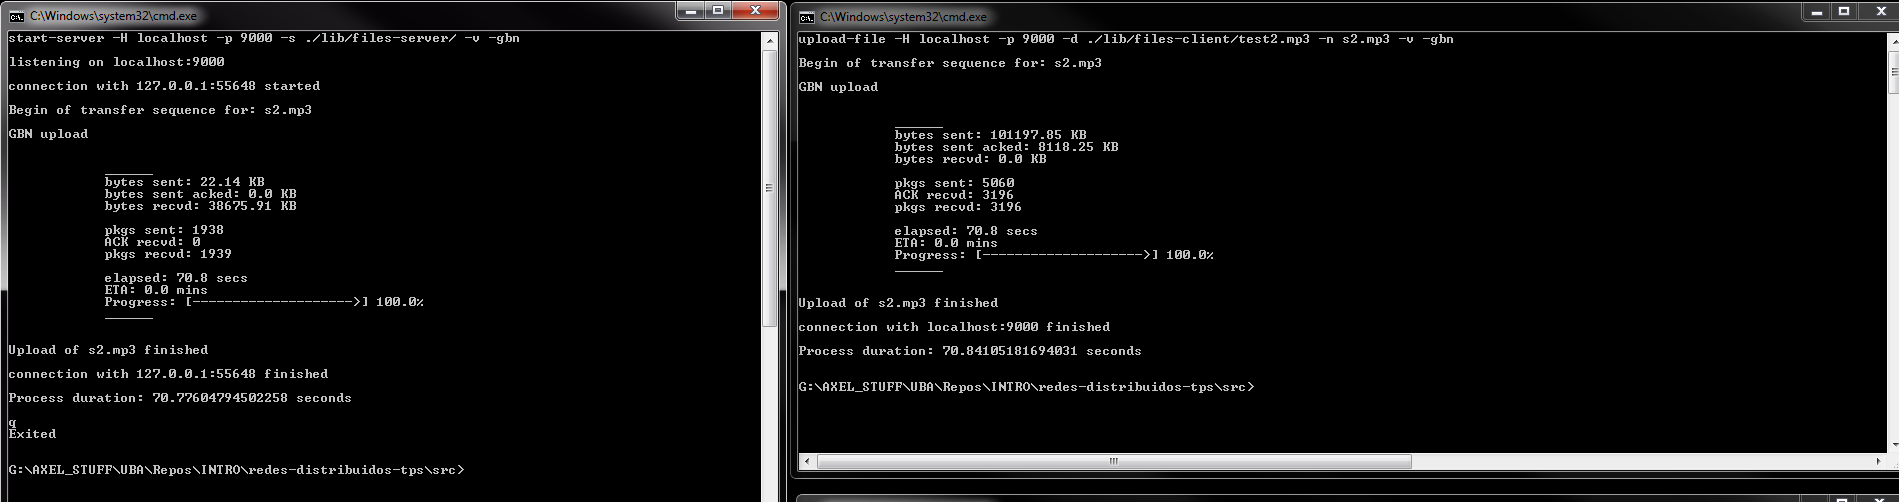 C:\Windows\system32\cmd.exe
start-server -H localhost -p 9000 -s ./lib/files-server/ -v -gbn
listening on localhost:9000
connection with 127.0.0.1:55648 started
Begin of transfer sequence for: s2.mp3
GBN upload
______
bytes sent: 22.14 KB
bytes sent acked: 0.0 KB
bytes recvd: 38675.91 KB
pkgs sent: 1938
ACK recvd: 0
pkgs recvd: 1939
elapsed: 70.8 secs
ETA: 0.0 mins
Progress: [-------------------->] 100.0%
______
Upload of s2.mp3 finished
connection with 127.0.0.1:55648 finished
Process duration: 70.77604794502258 seconds
q
Exited
G:\AXEL_STUFF\UBA\Repos\INTRO\redes-distribuidos-tps\src>
C:\Windows\system32\cmd.exe
upload-file -H localhost -p 9000 -d ./lib/files-client/test2.mp3 -n s2.mp3 -v -gbn
Begin of transfer sequence for: s2.mp3
GBN upload
______
bytes sent: 101197.85 KB
bytes sent acked: 8118.25 KB
bytes recvd: 0.0 KB
pkgs sent: 5060
ACK recvd: 3196
pkgs recvd: 3196
elapsed: 70.8 secs
ETA: 0.0 mins
Progress: [-------------------->] 100.0%
______
Upload of s2.mp3 finished
connection with localhost:9000 finished
Process duration: 70.84105181694031 seconds
G:\AXEL_STUFF\UBA\Repos\INTRO\redes-distribuidos-tps\src>